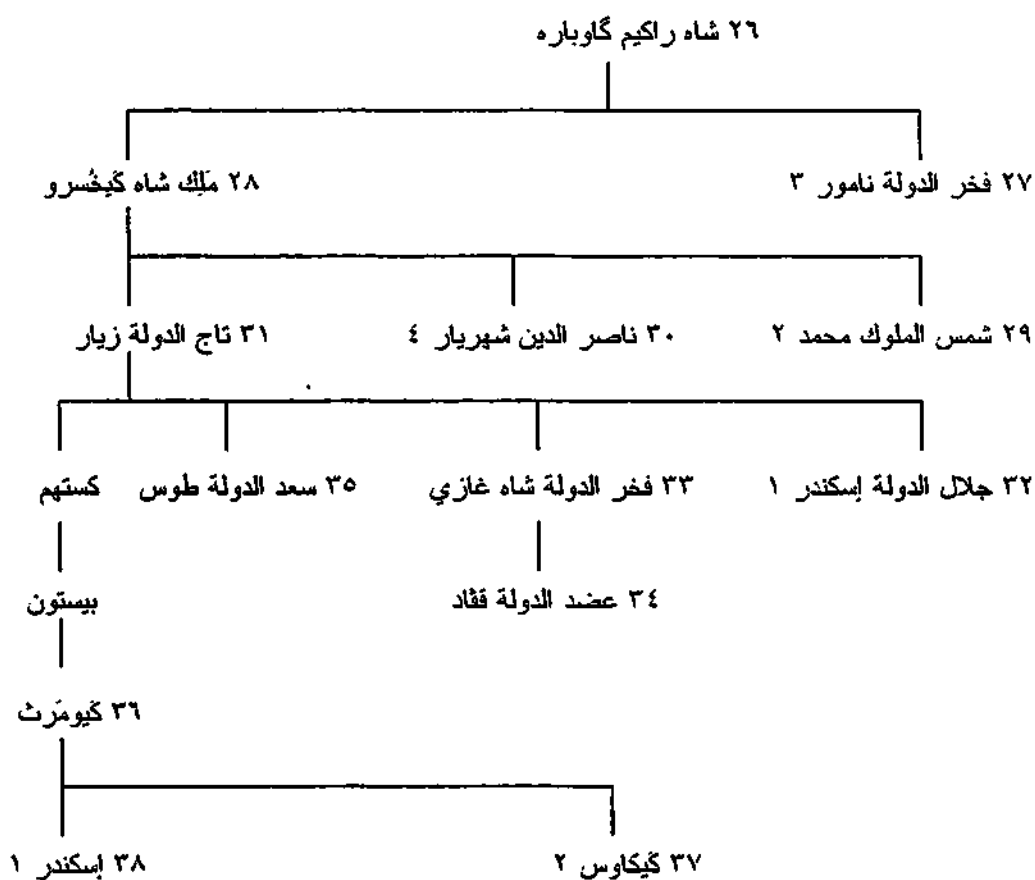 ٢٦ شاه راكيم گاوباره
٢٧ فخر الدولة نامور ٣
٢٨ مَلِك شاه كَيخُسرو
٢٩ شمس الملوك محمد ٢
٣٠ ناصر الدين شهريار ٤
٣١ تاج الدولة زيار
٣٢ جلال الدولة إسكندر ١
٣٣ فخر الدولة شاه غازي
٣٥ سعد الدولة طوس
كستهم
٣٤ عضد الدولة قڤاد
بيستون
٣٦ كَيومَرث
٣٧ كَيكاوس ٢
٣٨ إسكندر ١